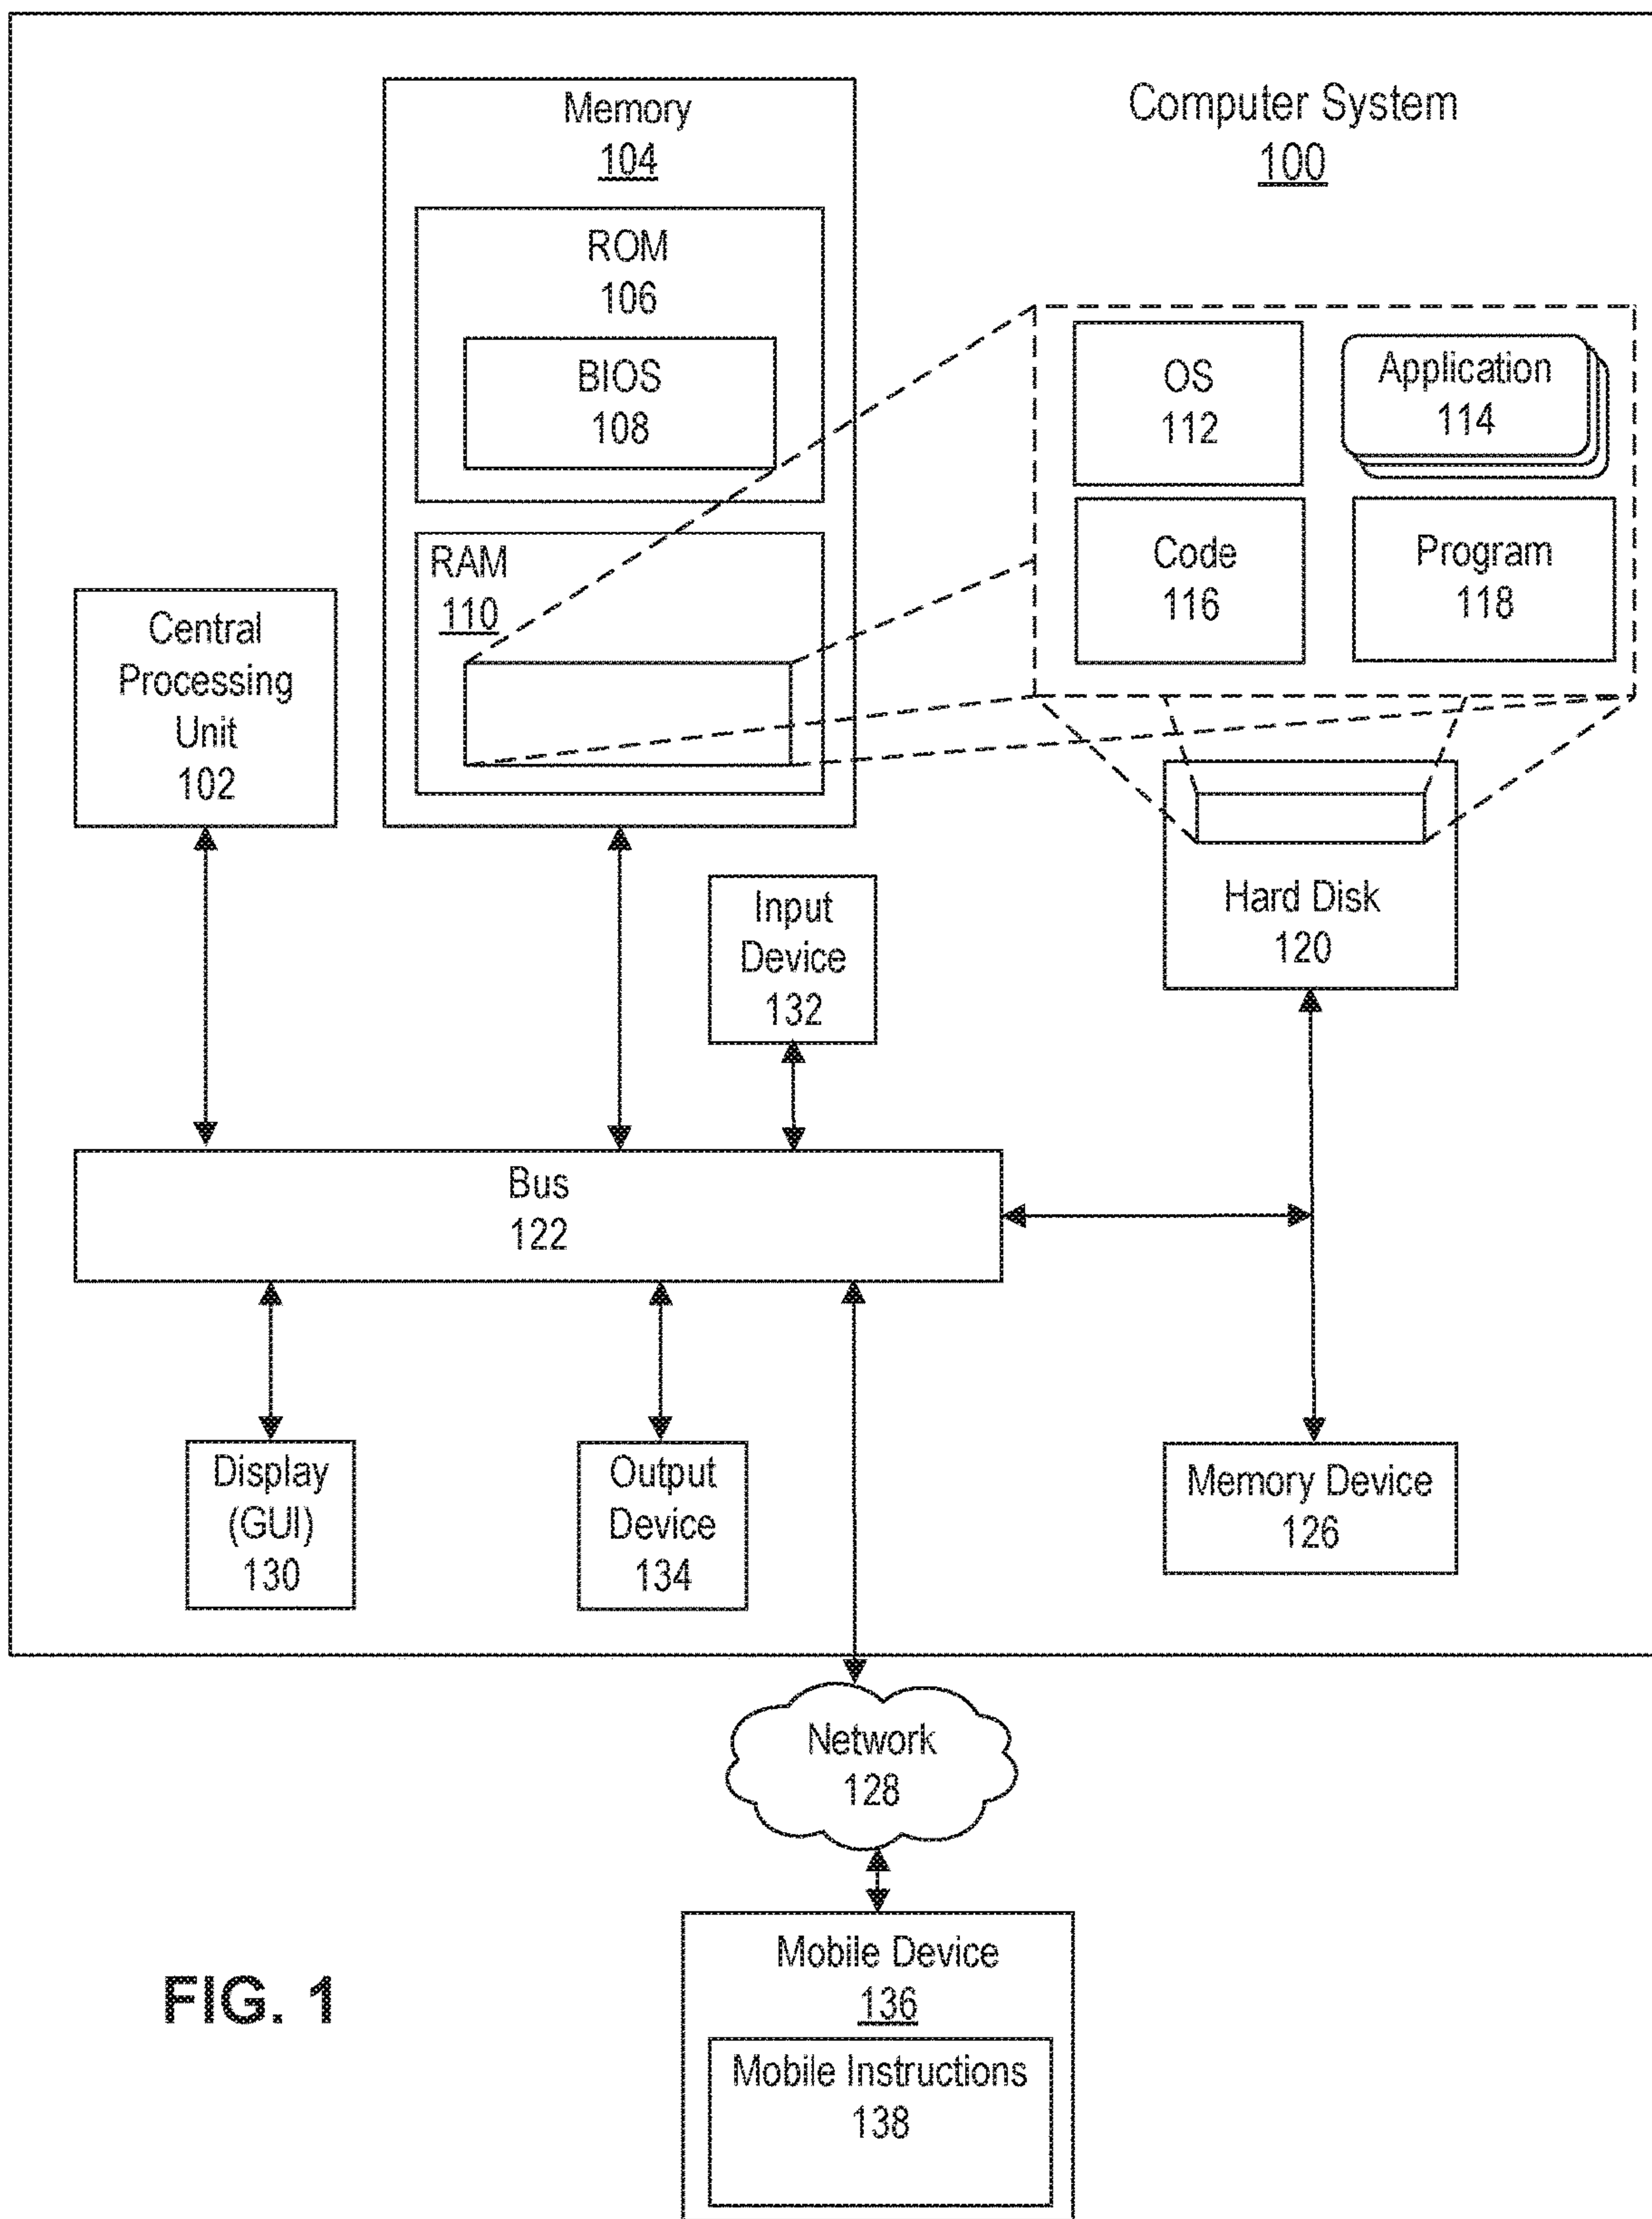 Computer System
100
Memory
104
ROM
106
BIOS
108
RAM
110
OS
112
Application
114
Code
116
Program
118
Central
Processing
Unit
102
Input
Device
132
Hard Disk
120
Bus
122
Display
(GUI)
130
Output
Device
134
Memory Device
126
Network
128
Mobile Device
136
Mobile Instructions
138
FIG. 1